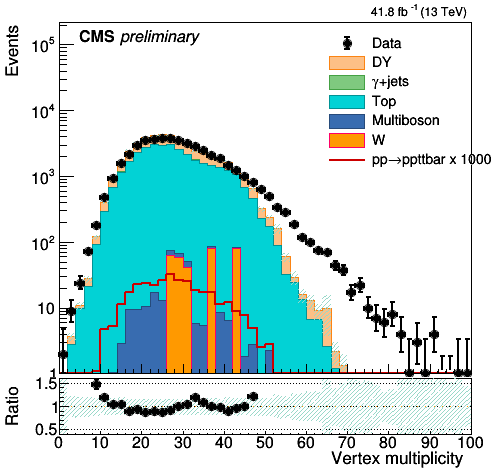 41.8 fb⁻¹ (13 TeV)
CMS preliminary
Events
10⁵
10⁴
10³
10²
10
1
Data
DY
γ+jets
Top
Multiboson
W
pp→ppttbar x 1000
Ratio
1.5
1
0.5
0 10 20 30 40 50 60 70 80 90 100
Vertex multiplicity